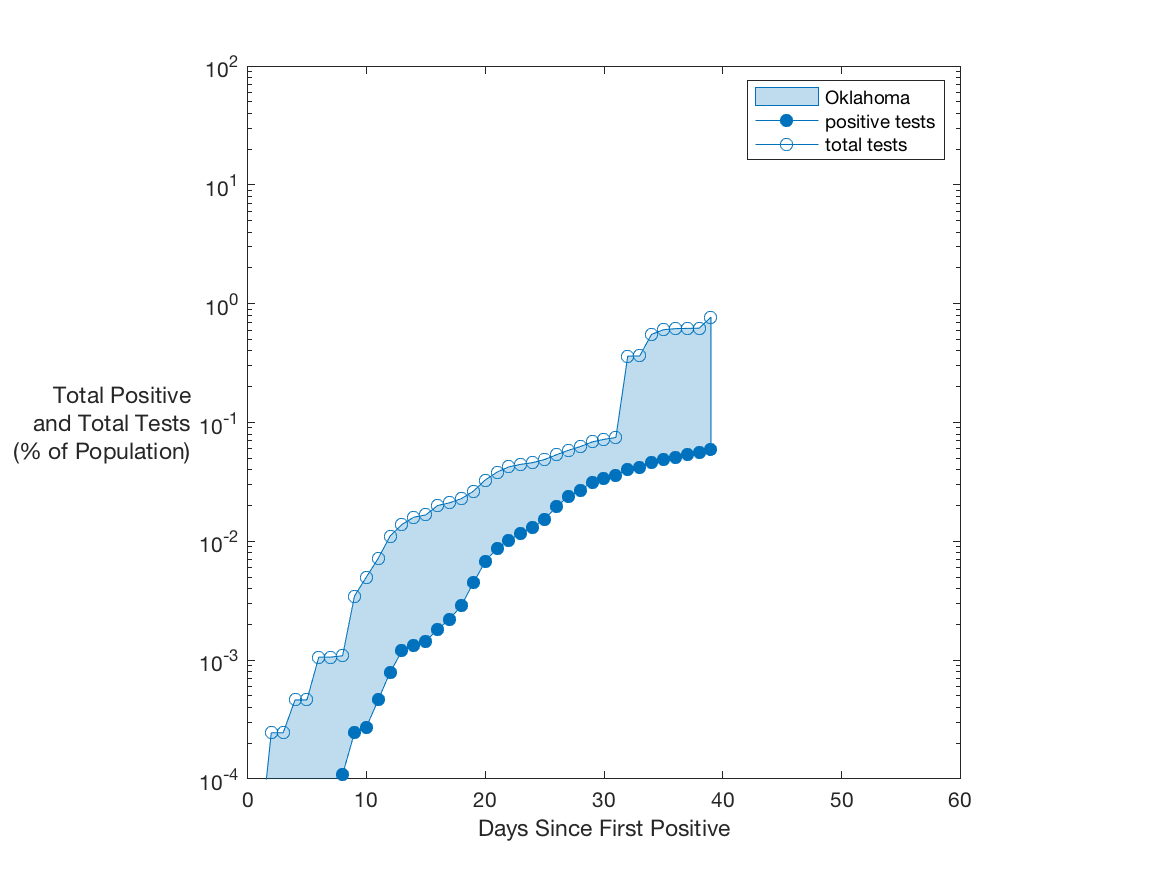 10^2
10^1
10^0
10^-1
10^-2
10^-3
10^-4
Total Positive
and Total Tests
(% of Population)
Oklahoma
positive tests
total tests
0 10 20 30 40 50 60
Days Since First Positive